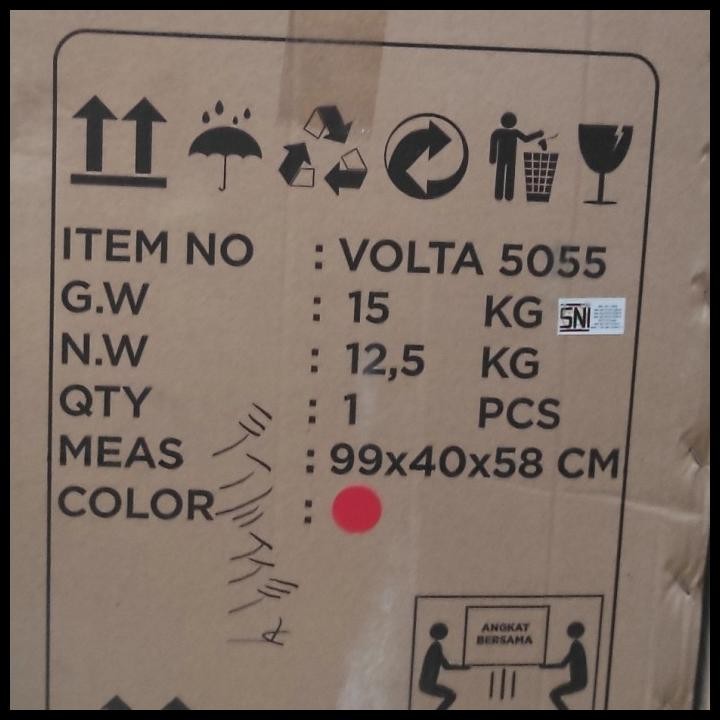 ITEM NO : VOLTA 5055
G.W : 15 KG
SNI
N.W : 12,5 KG
QTY : 1 PCS
MEAS : 99x40x58 CM
COLOR :
ANGKAT
BERSAMA